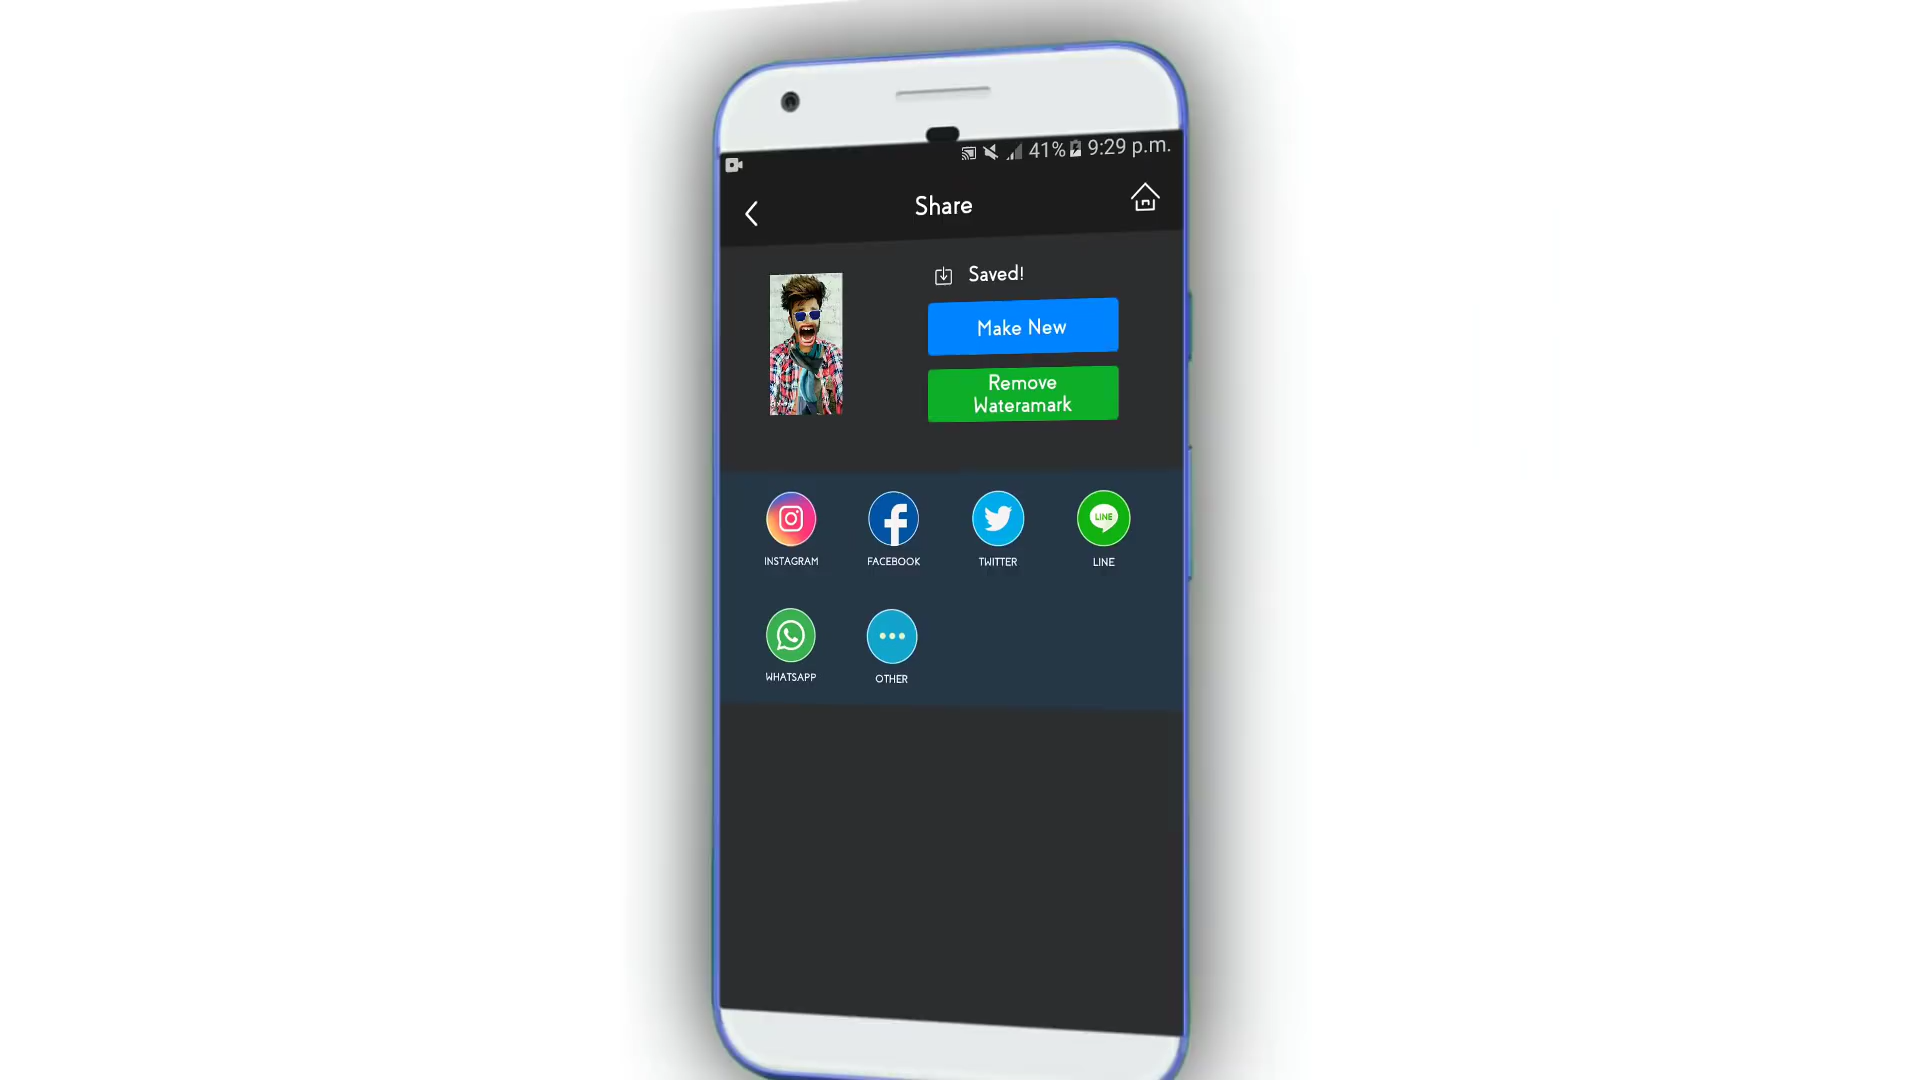 41% 9:29 p.m.
Share
Saved!
Make New
Remove
Wateramark
INSTAGRAM
FACEBOOK
TWITTER
LINE
LINE
WHATSAPP
OTHER